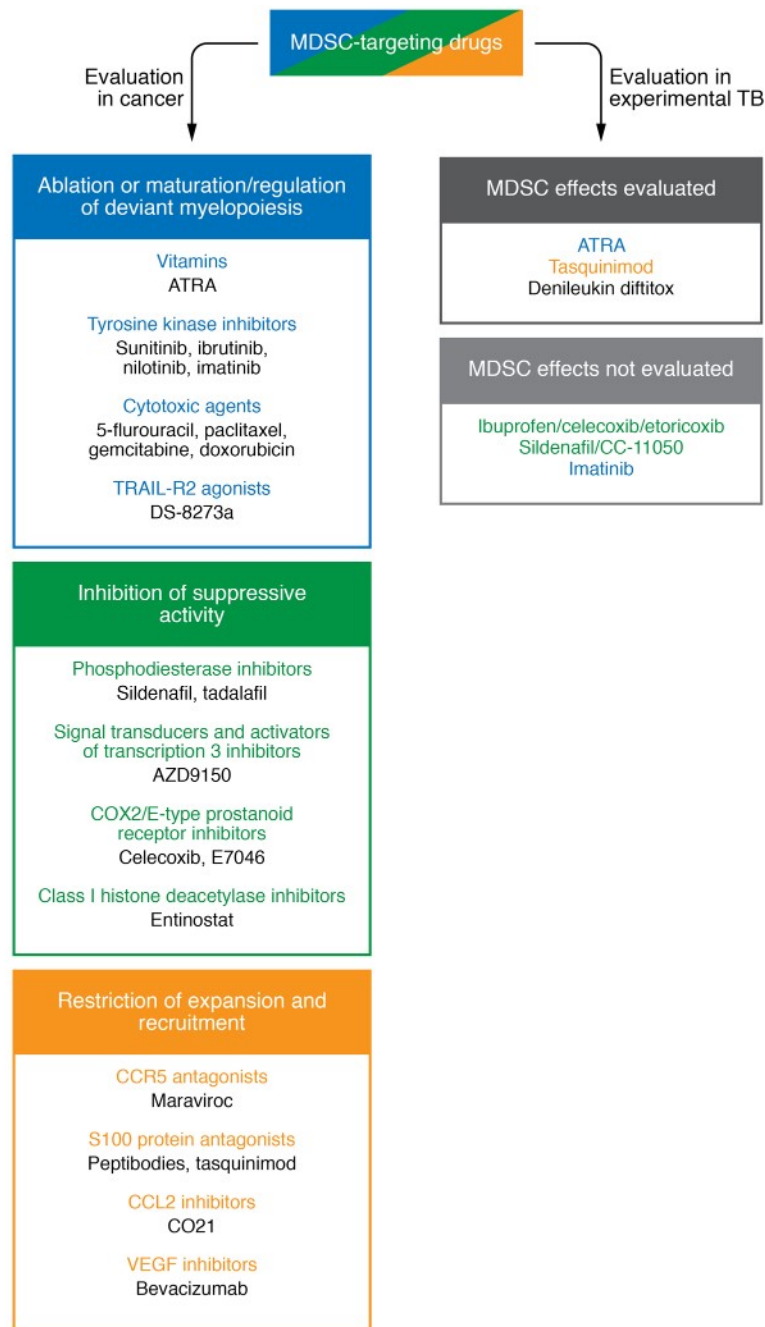 MDSC-targeting drugs
Evaluation
in cancer
Evaluation in
experimental TB
Ablation or maturation/regulation
of deviant myelopoiesis
Vitamins
ATRA
Tyrosine kinase inhibitors
Sunitinib, ibrutinib,
nilotinib, imatinib
Cytotoxic agents
5-flurouracil, paclitaxel,
gemcitabine, doxorubicin
TRAIL-R2 agonists
DS-8273a
Inhibition of suppressive
activity
Phosphodiesterase inhibitors
Sildenafil, tadalafil
Signal transducers and activators
of transcription 3 inhibitors
AZD9150
COX2/E-type prostanoid
receptor inhibitors
Celecoxib, E7046
Class I histone deacetylase inhibitors
Entinostat
Restriction of expansion and
recruitment
CCR5 antagonists
Maraviroc
S100 protein antagonists
Peptibodies, tasquinimod
CCL2 inhibitors
CO21
VEGF inhibitors
Bevacizumab
MDSC effects evaluated
ATRA
Tasquinimod
Denileukin diftitox
MDSC effects not evaluated
Ibuprofen/celecoxib/etoricoxib
Sildenafil/CC-11050
Imatinib